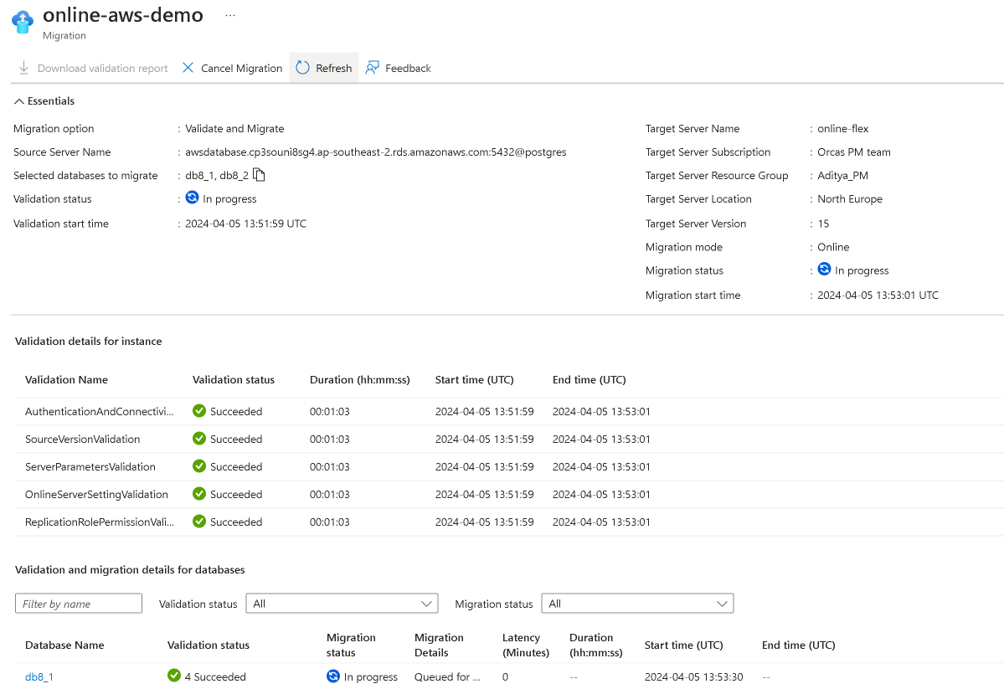 online-aws-demo ...
Migration
Download validation report Cancel Migration Refresh Feedback
Essentials
Migration option : Validate and Migrate Target Server Name : online-flex
Source Server Name : awsdatabase.cp3souni8sg4.ap-southeast-2.rds.amazonaws.com:5432@postgres Target Server Subscription : Orcas PM team
Selected databases to migrate : db8_1, db8_2 Target Server Resource Group : Aditya_PM
Validation status : In progress Target Server Location : North Europe
Validation start time : 2024-04-05 13:51:59 UTC Target Server Version : 15
Migration mode : Online
Migration status : In progress
Migration start time : 2024-04-05 13:53:01 UTC
Validation details for instance
Validation Name Validation status Duration (hh:mm:ss) Start time (UTC) End time (UTC)
AuthenticationAndConnectivi... Succeeded 00:01:03 2024-04-05 13:51:59 2024-04-05 13:53:01
SourceVersionValidation Succeeded 00:01:03 2024-04-05 13:51:59 2024-04-05 13:53:01
ServerParametersValidation Succeeded 00:01:03 2024-04-05 13:51:59 2024-04-05 13:53:01
OnlineServerSettingValidation Succeeded 00:01:03 2024-04-05 13:51:59 2024-04-05 13:53:01
ReplicationRolePermissionVali... Succeeded 00:01:03 2024-04-05 13:51:59 2024-04-05 13:53:01
Validation and migration details for databases
Filter by name Validation status All Migration status All
Database Name Validation status Migration status Migration Details Latency (Minutes) Duration (hh:mm:ss) Start time (UTC) End time (UTC)
db8_1 4 Succeeded In progress Queued for ... 0 -- 2024-04-05 13:53:30 --